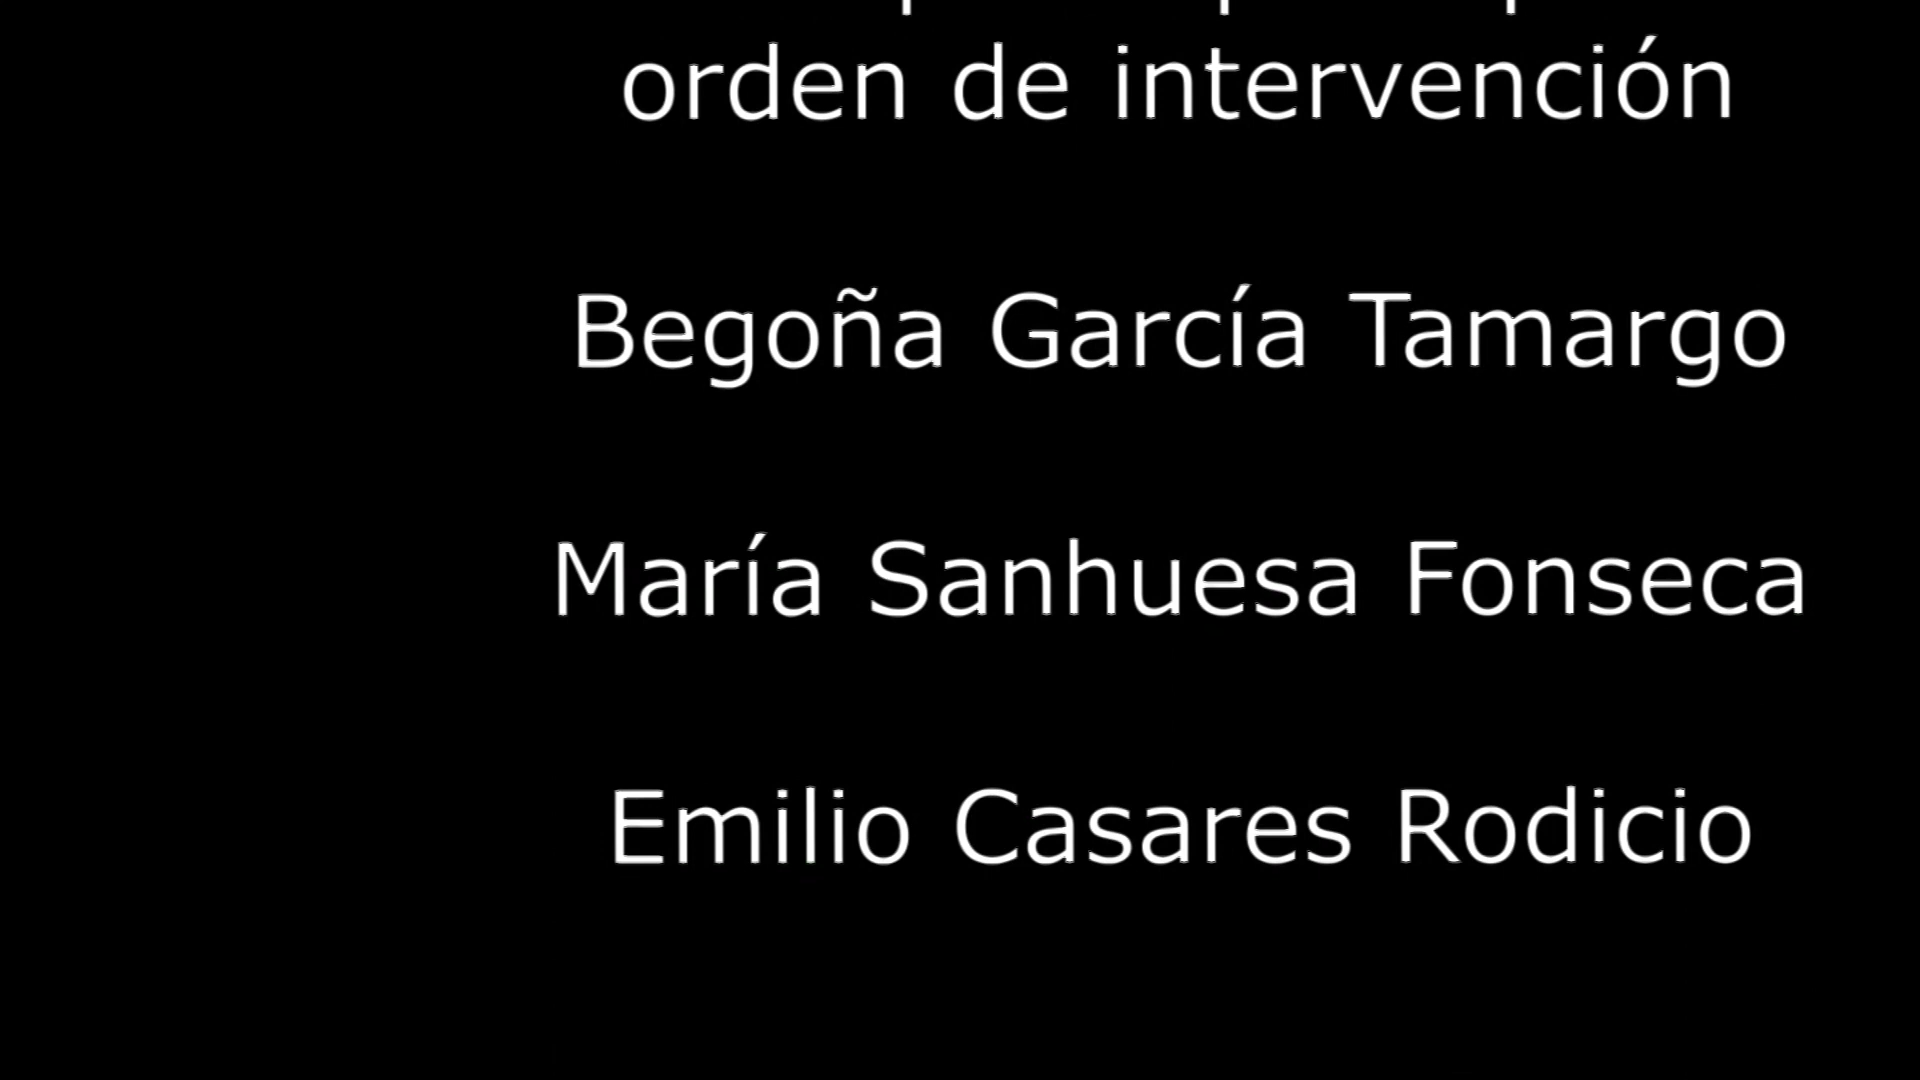 orden de intervención
Begoña García Tamargo
María Sanhuesa Fonseca
Emilio Casares Rodicio